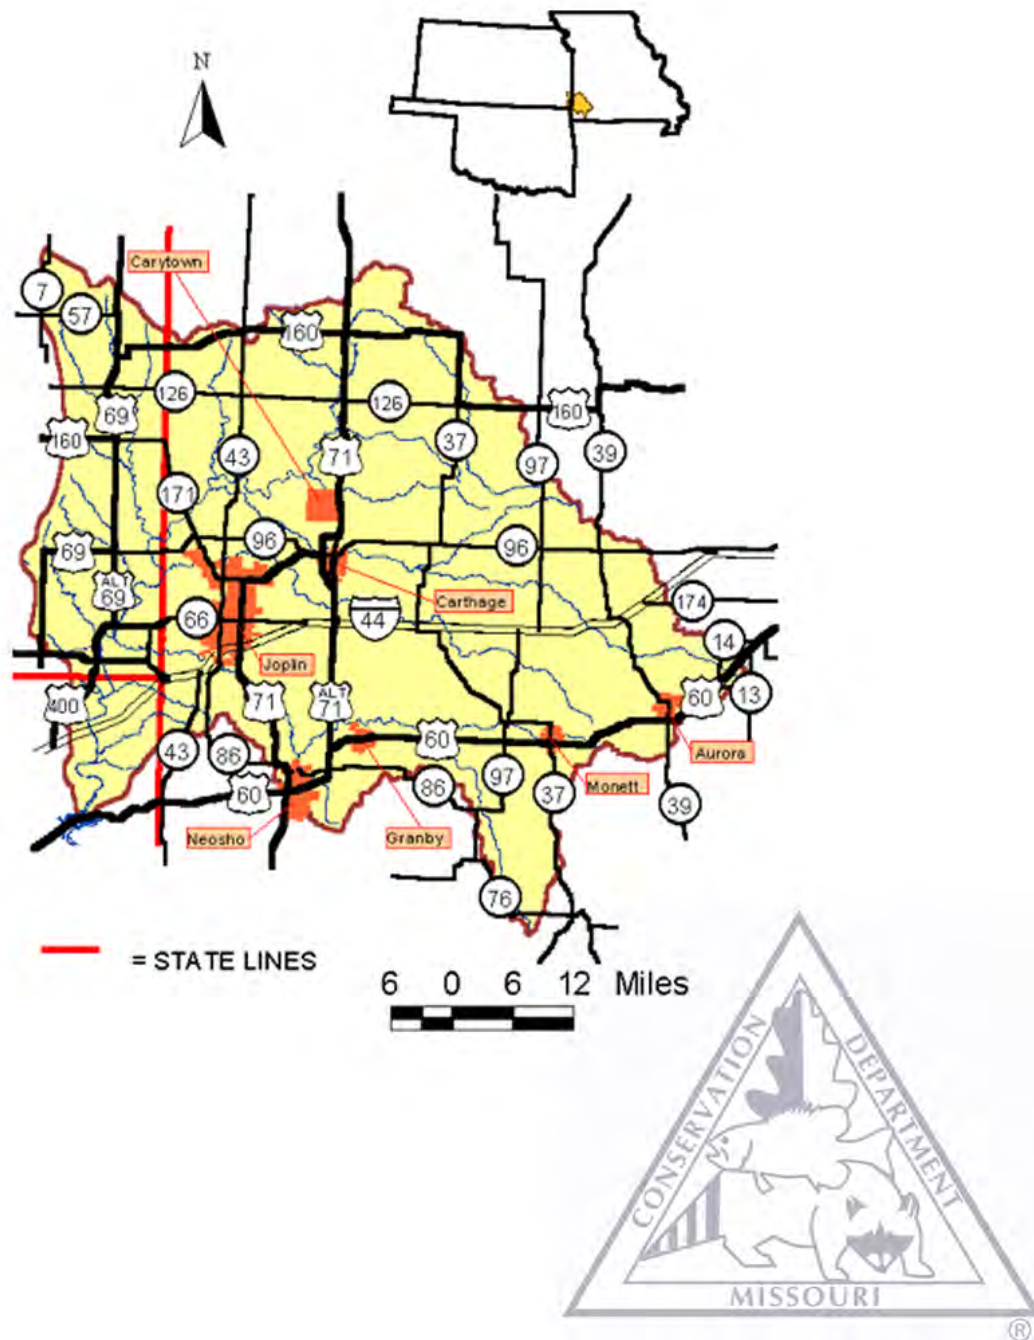 N
Carytown
7
57
160
69
126
126
160
160
43
71
37
97
39
171
69
96
96
ALT
69
Carthage
66
44
174
14
Joplin
400
71
ALT
71
60
13
60
43
86
Aurora
60
86
97
37
Monett
39
Neosho
Granby
76
= STATE LINES
6 0 6 12 Miles
CONSERVATION
DEPARTMENT
MISSOURI
®